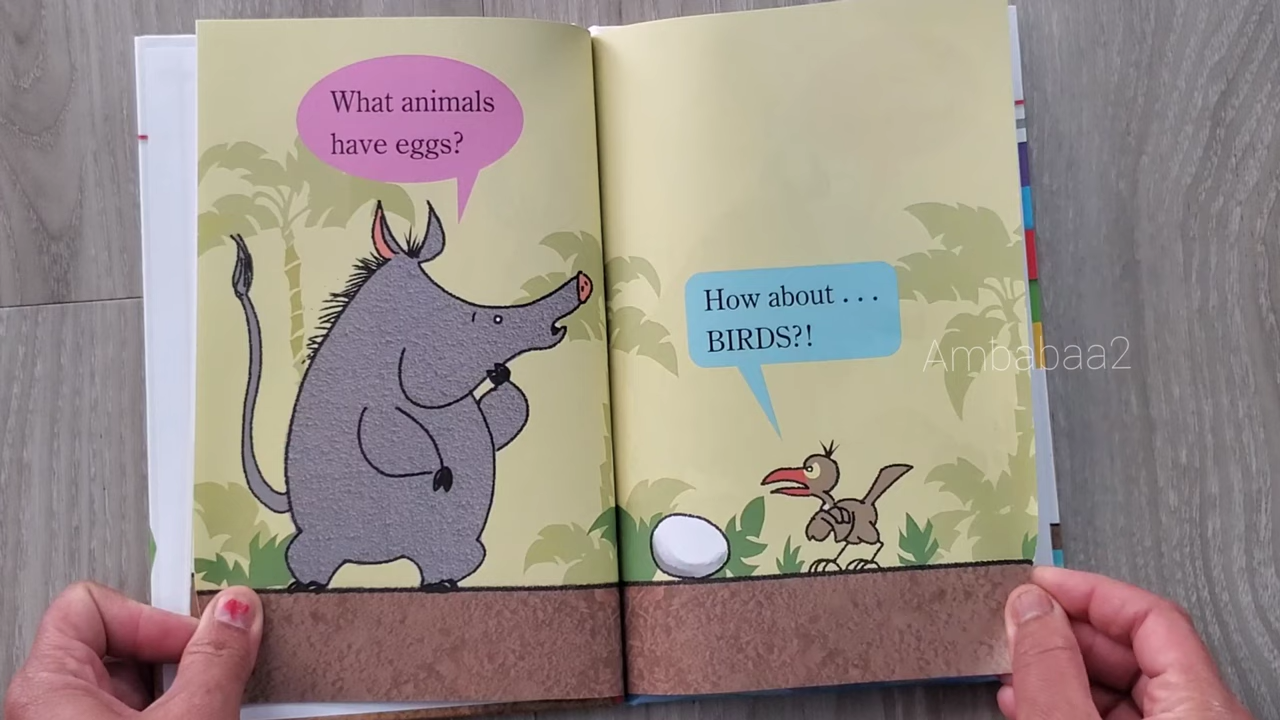 What animals
have eggs?
How about . . .
BIRDS?!
Ambabaa2